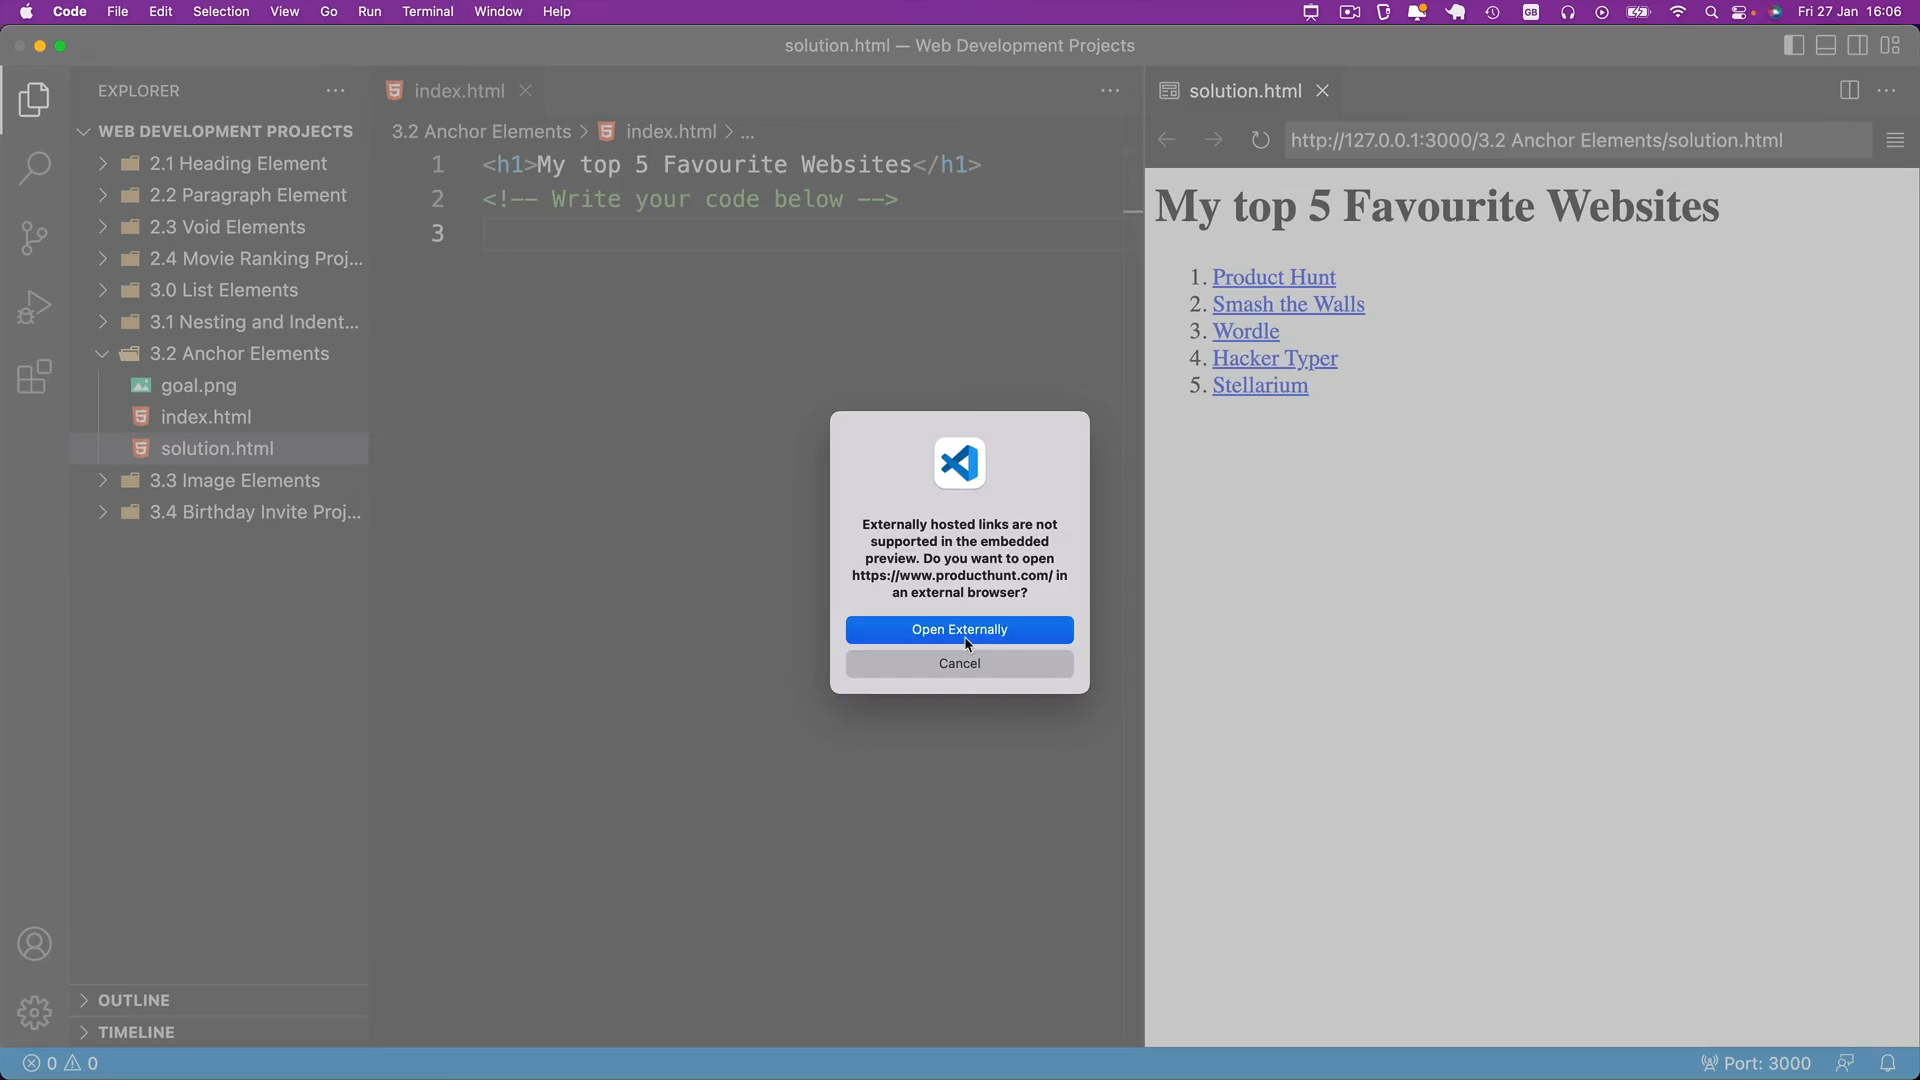 Code File Edit Selection View Go Run Terminal Window Help GB Fri 27 Jan 16:06
solution.html — Web Development Projects
EXPLORER
WEB DEVELOPMENT PROJECTS
2.1 Heading Element
2.2 Paragraph Element
2.3 Void Elements
2.4 Movie Ranking Proj...
3.0 List Elements
3.1 Nesting and Indent...
3.2 Anchor Elements
goal.png
index.html
solution.html
3.3 Image Elements
3.4 Birthday Invite Proj...
OUTLINE
TIMELINE
index.html
3.2 Anchor Elements > index.html > ...
1 <h1>My top 5 Favourite Websites</h1>
2 <!-- Write your code below -->
3
solution.html
http://127.0.0.1:3000/3.2 Anchor Elements/solution.html
My top 5 Favourite Websites
1. Product Hunt
2. Smash the Walls
3. Wordle
4. Hacker Typer
5. Stellarium
Externally hosted links are not
supported in the embedded
preview. Do you want to open
https://www.producthunt.com/ in
an external browser?
Open Externally
Cancel
0 0
Port: 3000